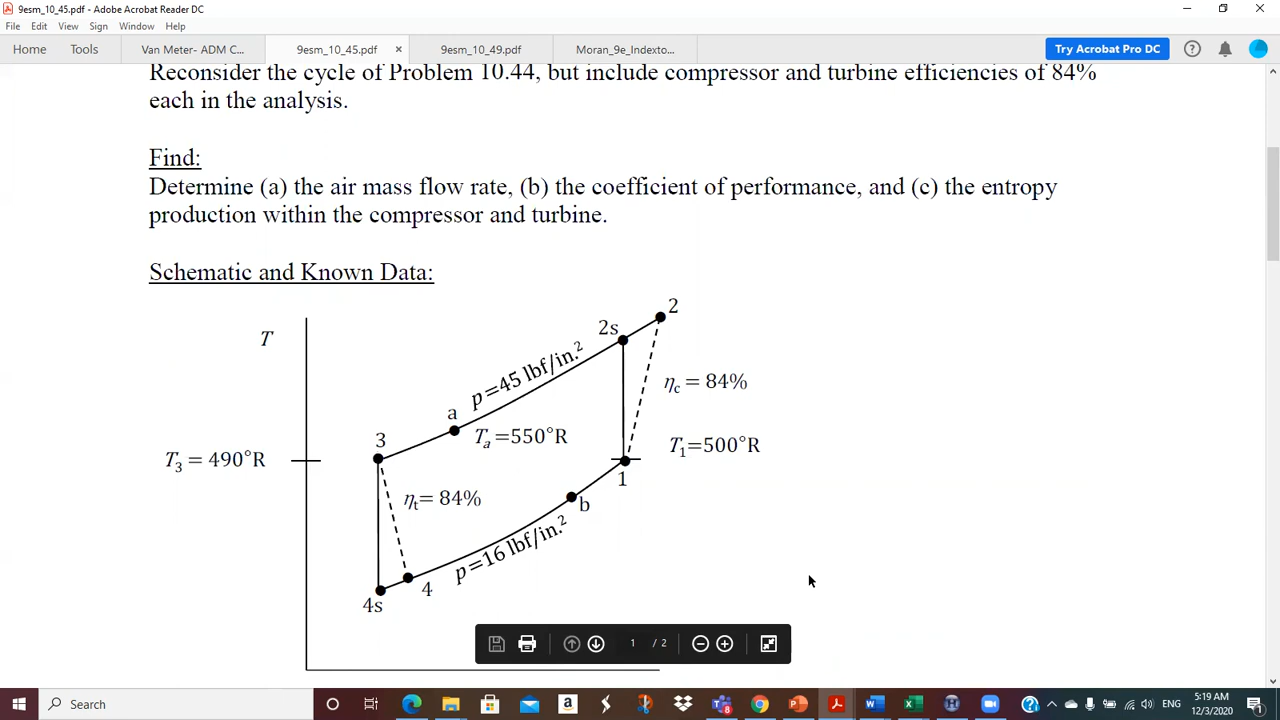 9esm_10_45.pdf - Adobe Acrobat Reader DC
File Edit View Sign Window Help
Home Tools Van Meter- ADM C... 9esm_10_45.pdf × 9esm_10_49.pdf Moran_9e_Indexto... Try Acrobat Pro DC
Reconsider the cycle of Problem 10.44, but include compressor and turbine efficiencies of 84%
each in the analysis.
Find:
Determine (a) the air mass flow rate, (b) the coefficient of performance, and (c) the entropy
production within the compressor and turbine.
Schematic and Known Data:
2
2s
T
p=45 lbf/in.²
ηc = 84%
a
Ta =550°R
3
T1=500°R
T3 = 490°R
1
ηt= 84%
b
p=16 lbf/in.²
4
4s
1 / 2
Search
ENG
5:19 AM
12/3/2020